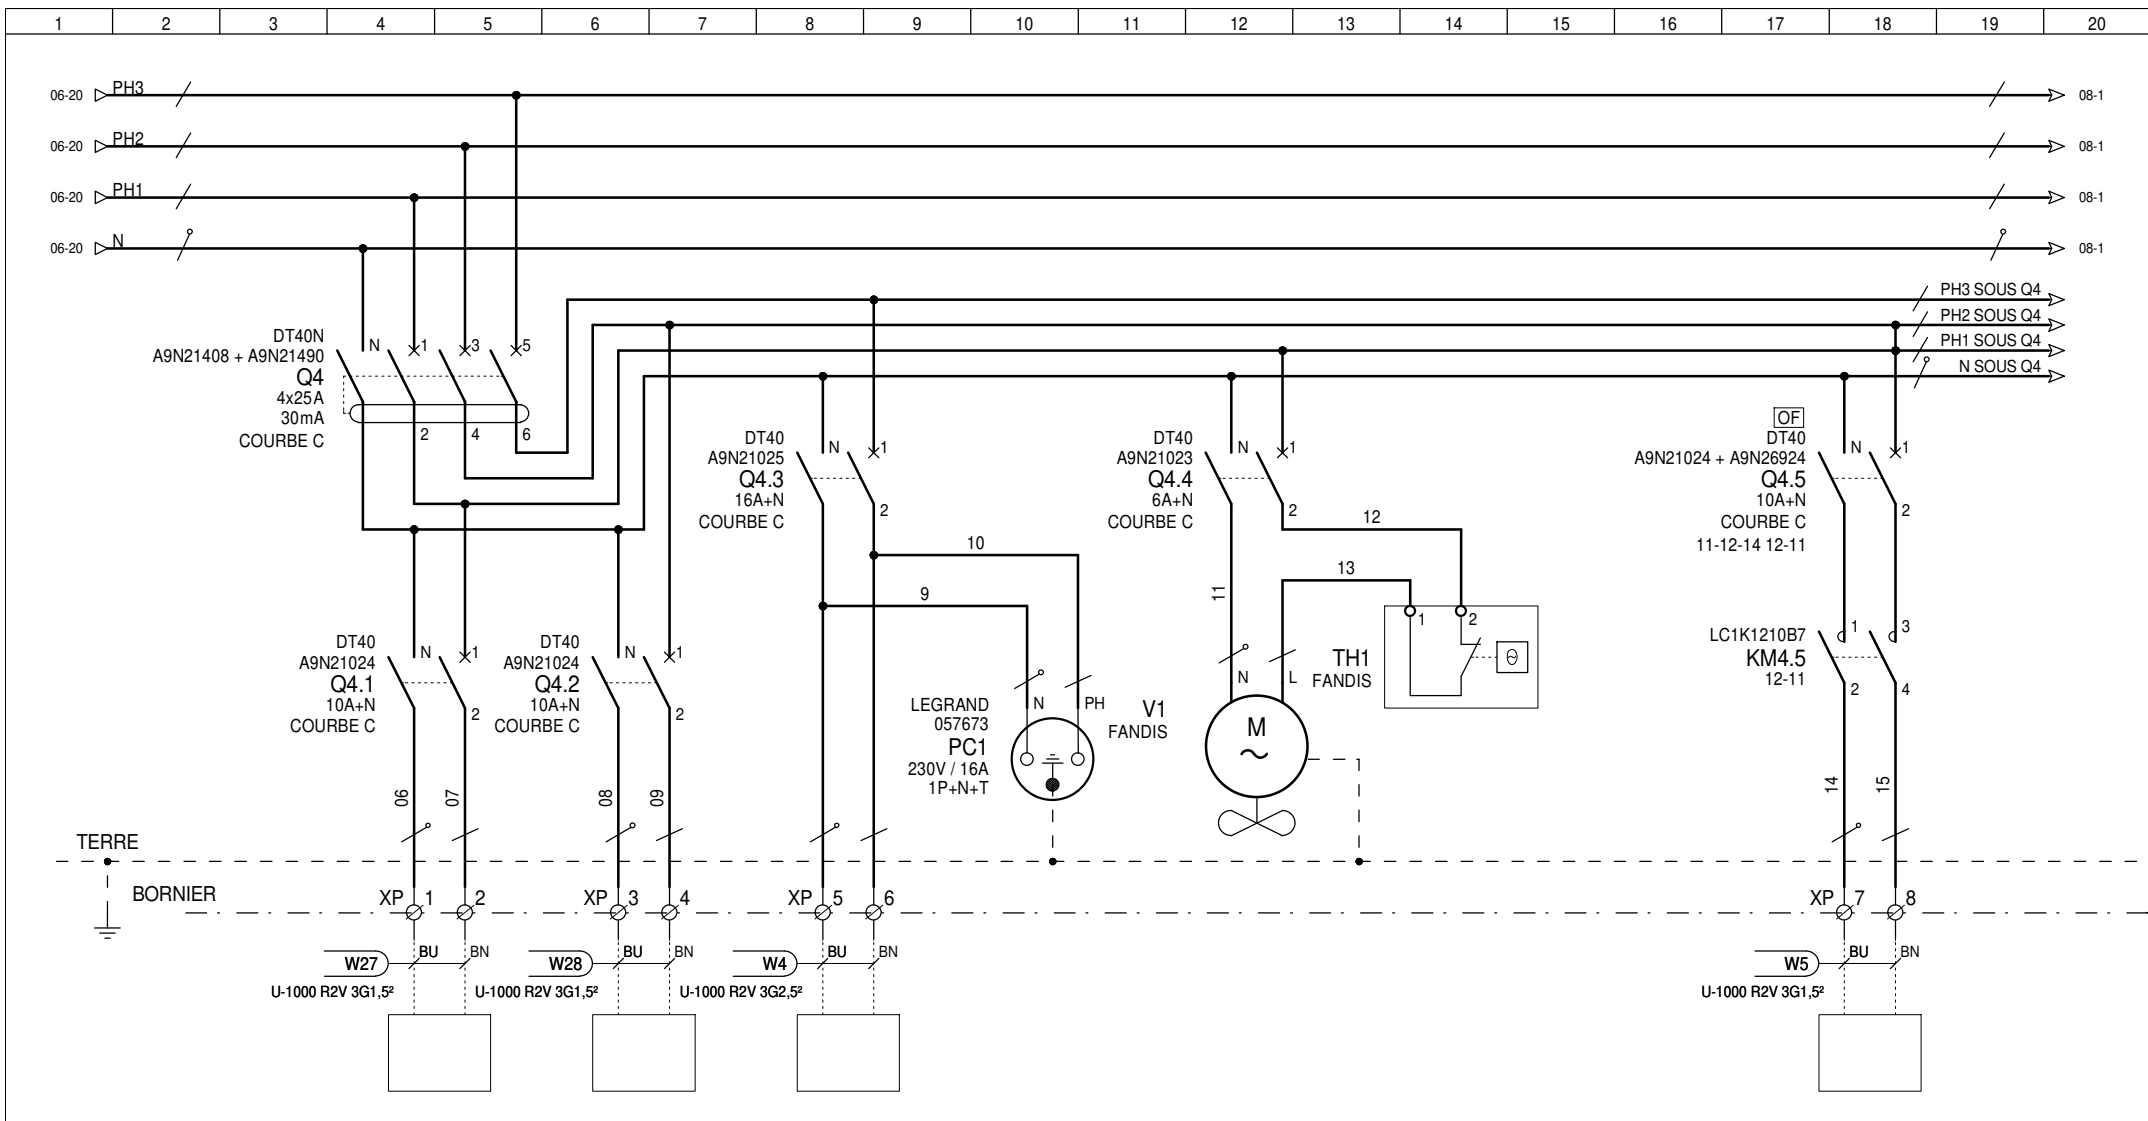 1 2 3 4 5 6 7 8 9 10 11 12 13 14 15 16 17 18 19 20
06-20 PH3 08-1
06-20 PH2 08-1
06-20 PH1 08-1
06-20 N 08-1
PH3 SOUS Q4
PH2 SOUS Q4
PH1 SOUS Q4
N SOUS Q4
DT40N
A9N21408 + A9N21490
Q4
4x25A
30mA
COURBE C
N 1 3 5
2 4 6
DT40
A9N21025
Q4.3
16A+N
COURBE C
N 1
2
DT40
A9N21023
Q4.4
6A+N
COURBE C
N 1
2
OF
DT40
A9N21024 + A9N26924
Q4.5
10A+N
COURBE C
11-12-14 12-11
N 1
2
10
9
12
13
11
DT40
A9N21024
Q4.1
10A+N
COURBE C
N 1
2
DT40
A9N21024
Q4.2
10A+N
COURBE C
N 1
2
LEGRAND
057673
PC1
230V / 16A
1P+N+T
N PH
V1
FANDIS
N L
M
TH1
FANDIS
1 2
θ
LC1K1210B7
KM4.5
12-11
1 3
2 4
06 07 08 09 14 15
TERRE
BORNIER
XP 1 2 XP 3 4 XP 5 6 XP 7 8
W27 BU BN W28 BU BN W4 BU BN W5 BU BN
U-1000 R2V 3G1,5² U-1000 R2V 3G1,5² U-1000 R2V 3G2,5² U-1000 R2V 3G1,5²